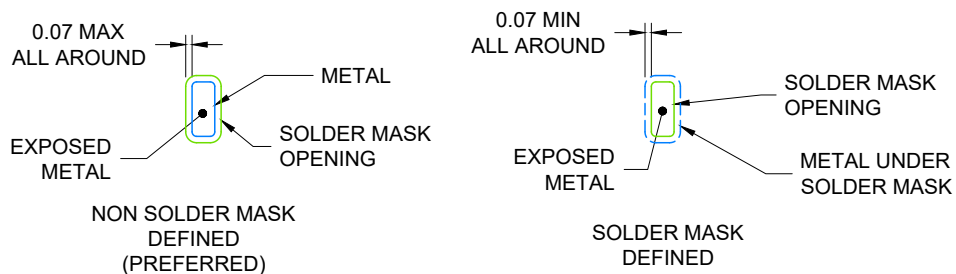 0.07 MAX
ALL AROUND
METAL
EXPOSED
METAL
SOLDER MASK
OPENING
NON SOLDER MASK
DEFINED
(PREFERRED)
0.07 MIN
ALL AROUND
SOLDER MASK
OPENING
EXPOSED
METAL
METAL UNDER
SOLDER MASK
SOLDER MASK
DEFINED